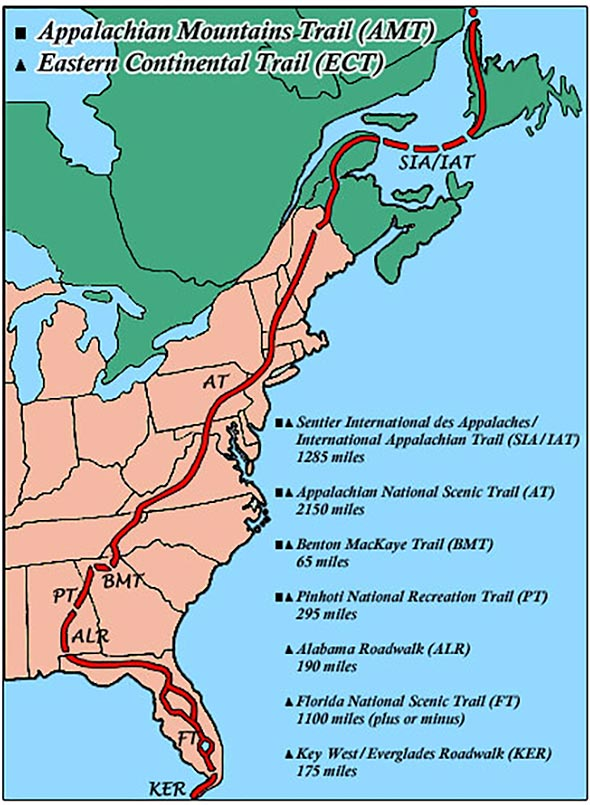 ■ Appalachian Mountains Trail (AMT)
▲ Eastern Continental Trail (ECT)
SIA/IAT
AT
■▲ Sentier International des Appalaches/
International Appalachian Trail (SIA/IAT)
1285 miles
■▲ Appalachian National Scenic Trail (AT)
2150 miles
■▲ Benton MacKaye Trail (BMT)
65 miles
BMT
PT
■▲ Pinhoti National Recreation Trail (PT)
295 miles
ALR
▲ Alabama Roadwalk (ALR)
190 miles
▲ Florida National Scenic Trail (FT)
1100 miles (plus or minus)
FT
▲ Key West/Everglades Roadwalk (KER)
175 miles
KER